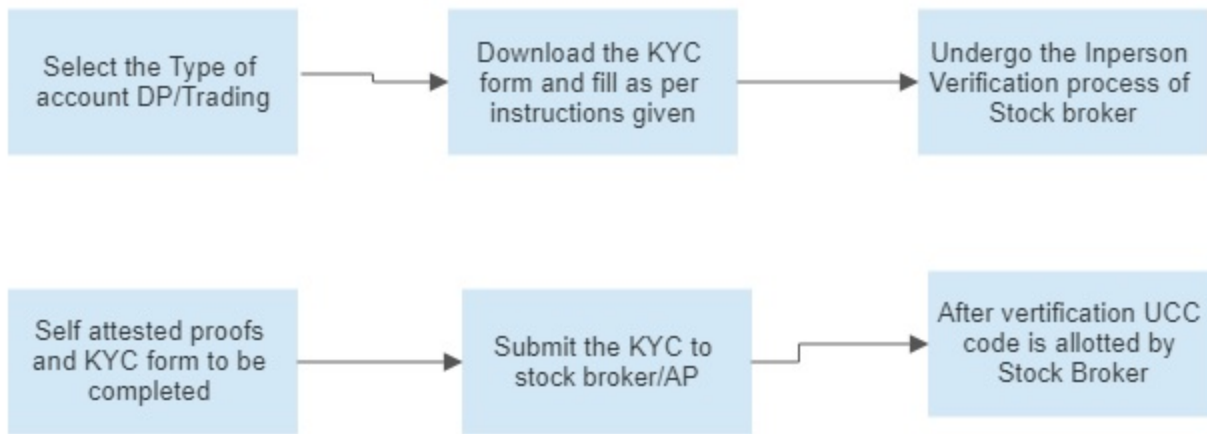 Select the Type of
account DP/Trading
Download the KYC
form and fill as per
instructions given
Undergo the Inperson
Verification process of
Stock broker
Self attested proofs
and KYC form to be
completed
Submit the KYC to
stock broker/AP
After vertification UCC
code is allotted by
Stock Broker